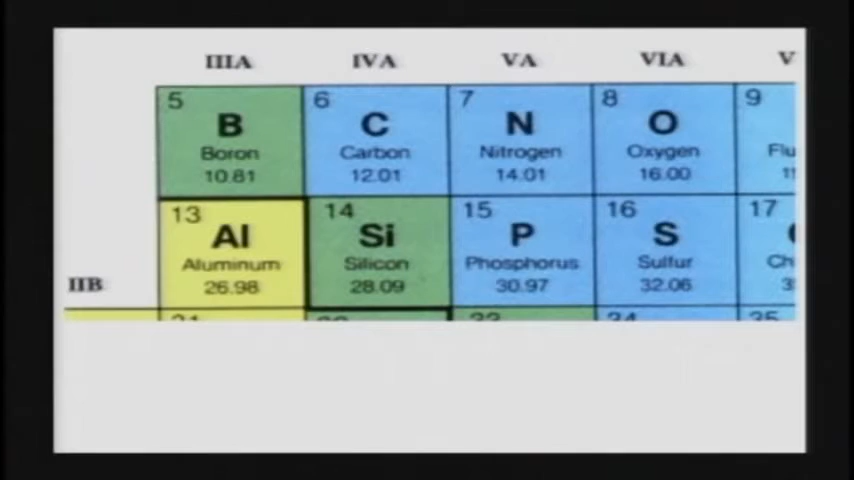 IIIA IVA VA VIA V
5 6 7 8 9
B C N O
Boron Carbon Nitrogen Oxygen Flu
10.81 12.01 14.01 16.00
13 14 15 16 17
Al Si P S
Aluminum Silicon Phosphorus Sulfur Ch
IIB 26.98 28.09 30.97 32.06